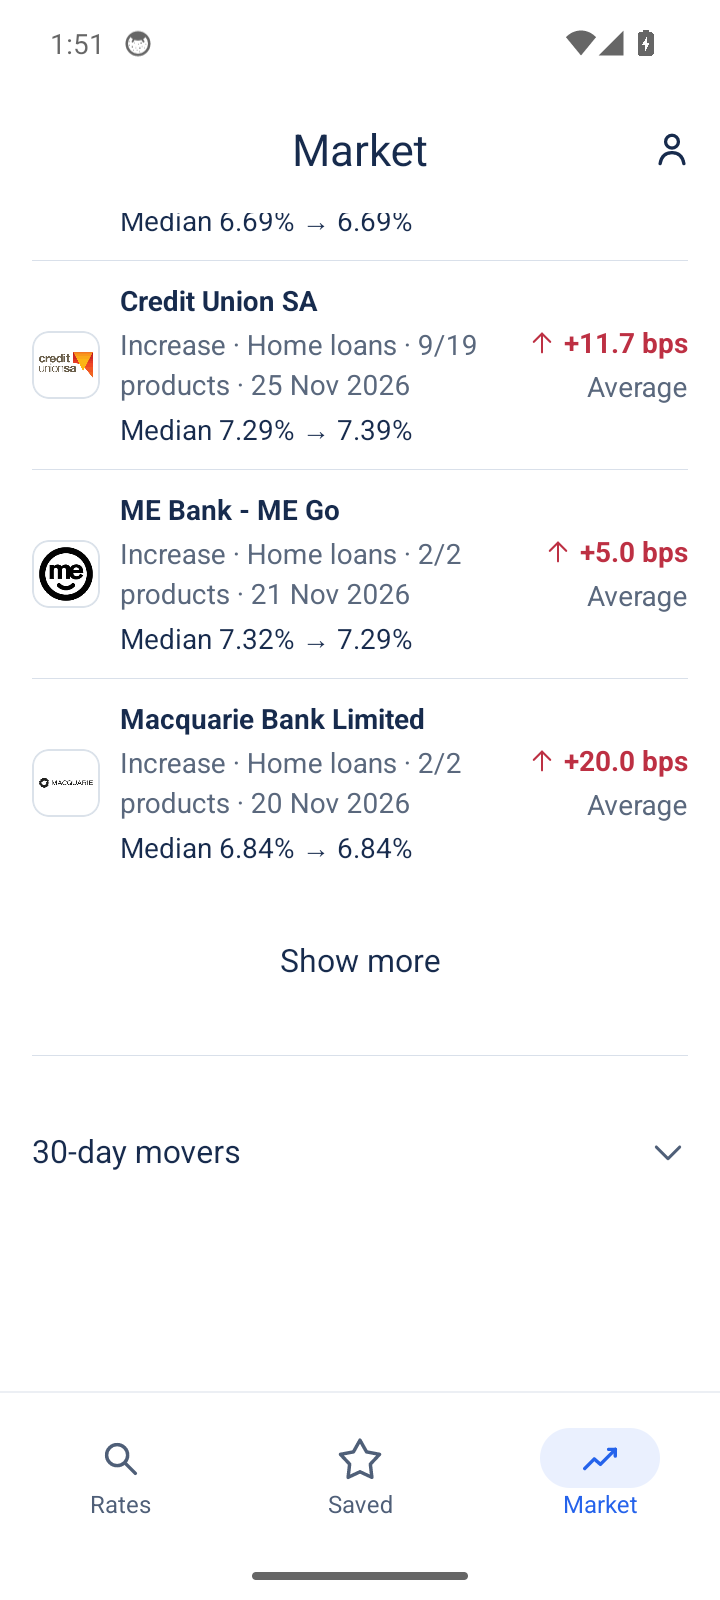 1:51
Market
Median 6.69% → 6.69%
Credit Union SA
Increase · Home loans · 9/19
products · 25 Nov 2026
Median 7.29% → 7.39%
credit
unionsa
↑ +11.7 bps
Average
ME Bank - ME Go
Increase · Home loans · 2/2
products · 21 Nov 2026
Median 7.32% → 7.29%
me
↑ +5.0 bps
Average
Macquarie Bank Limited
Increase · Home loans · 2/2
products · 20 Nov 2026
Median 6.84% → 6.84%
MACQUARIE
↑ +20.0 bps
Average
Show more
30-day movers
Rates
Saved
Market